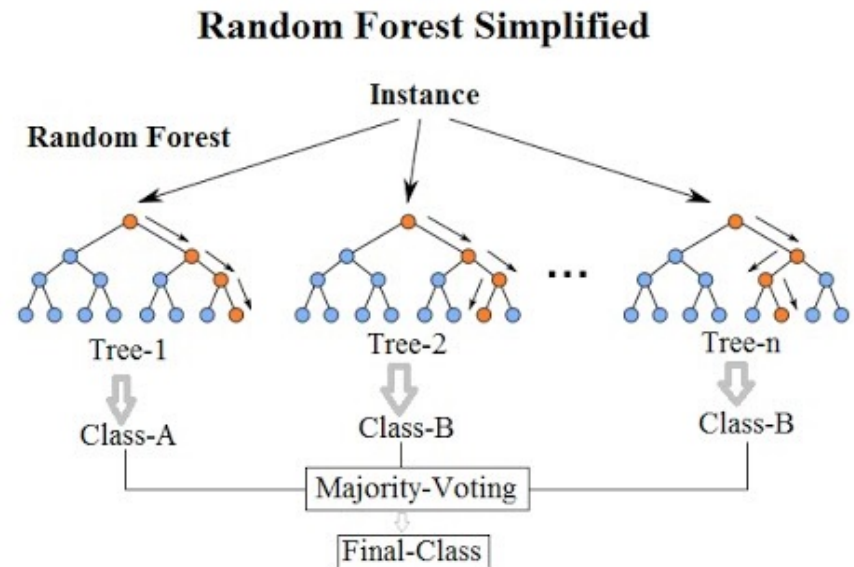 Random Forest Simplified
Instance
Random Forest
...
Tree-1 Tree-2 Tree-n
Class-A Class-B Class-B
Majority-Voting
Final-Class